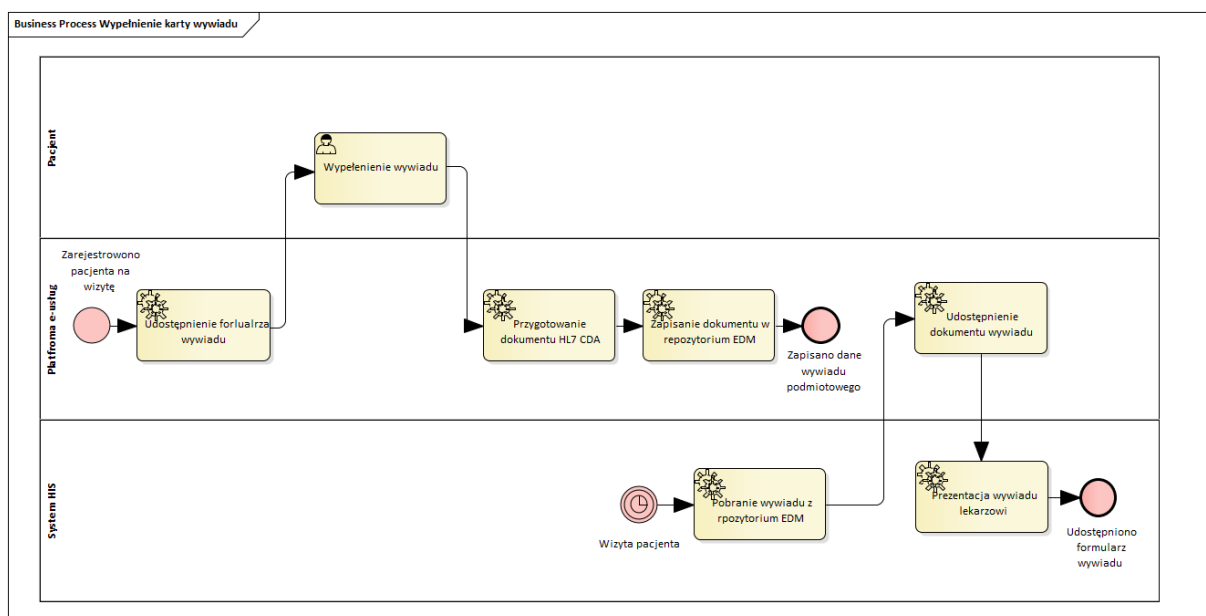 Business Process Wypełnienie karty wywiadu
Pacjent
Wypełenienie wywiadu
Platfroma e-usług
Zarejestrowono
pacjenta na
wizytę
Udostępnienie forlualrza
wywiadu
Przygotowanie
dokumentu HL7 CDA
Zapisanie dokumentu w
repozytorium EDM
Zapisano dane
wywiadu
podmiotowego
Udostępnienie
dokumentu wywiadu
System HIS
Wizyta pacjenta
Pobranie wywiadu z
rpozytorium EDM
Prezentacja wywiadu
lekarzowi
Udostępniono
formularz
wywiadu